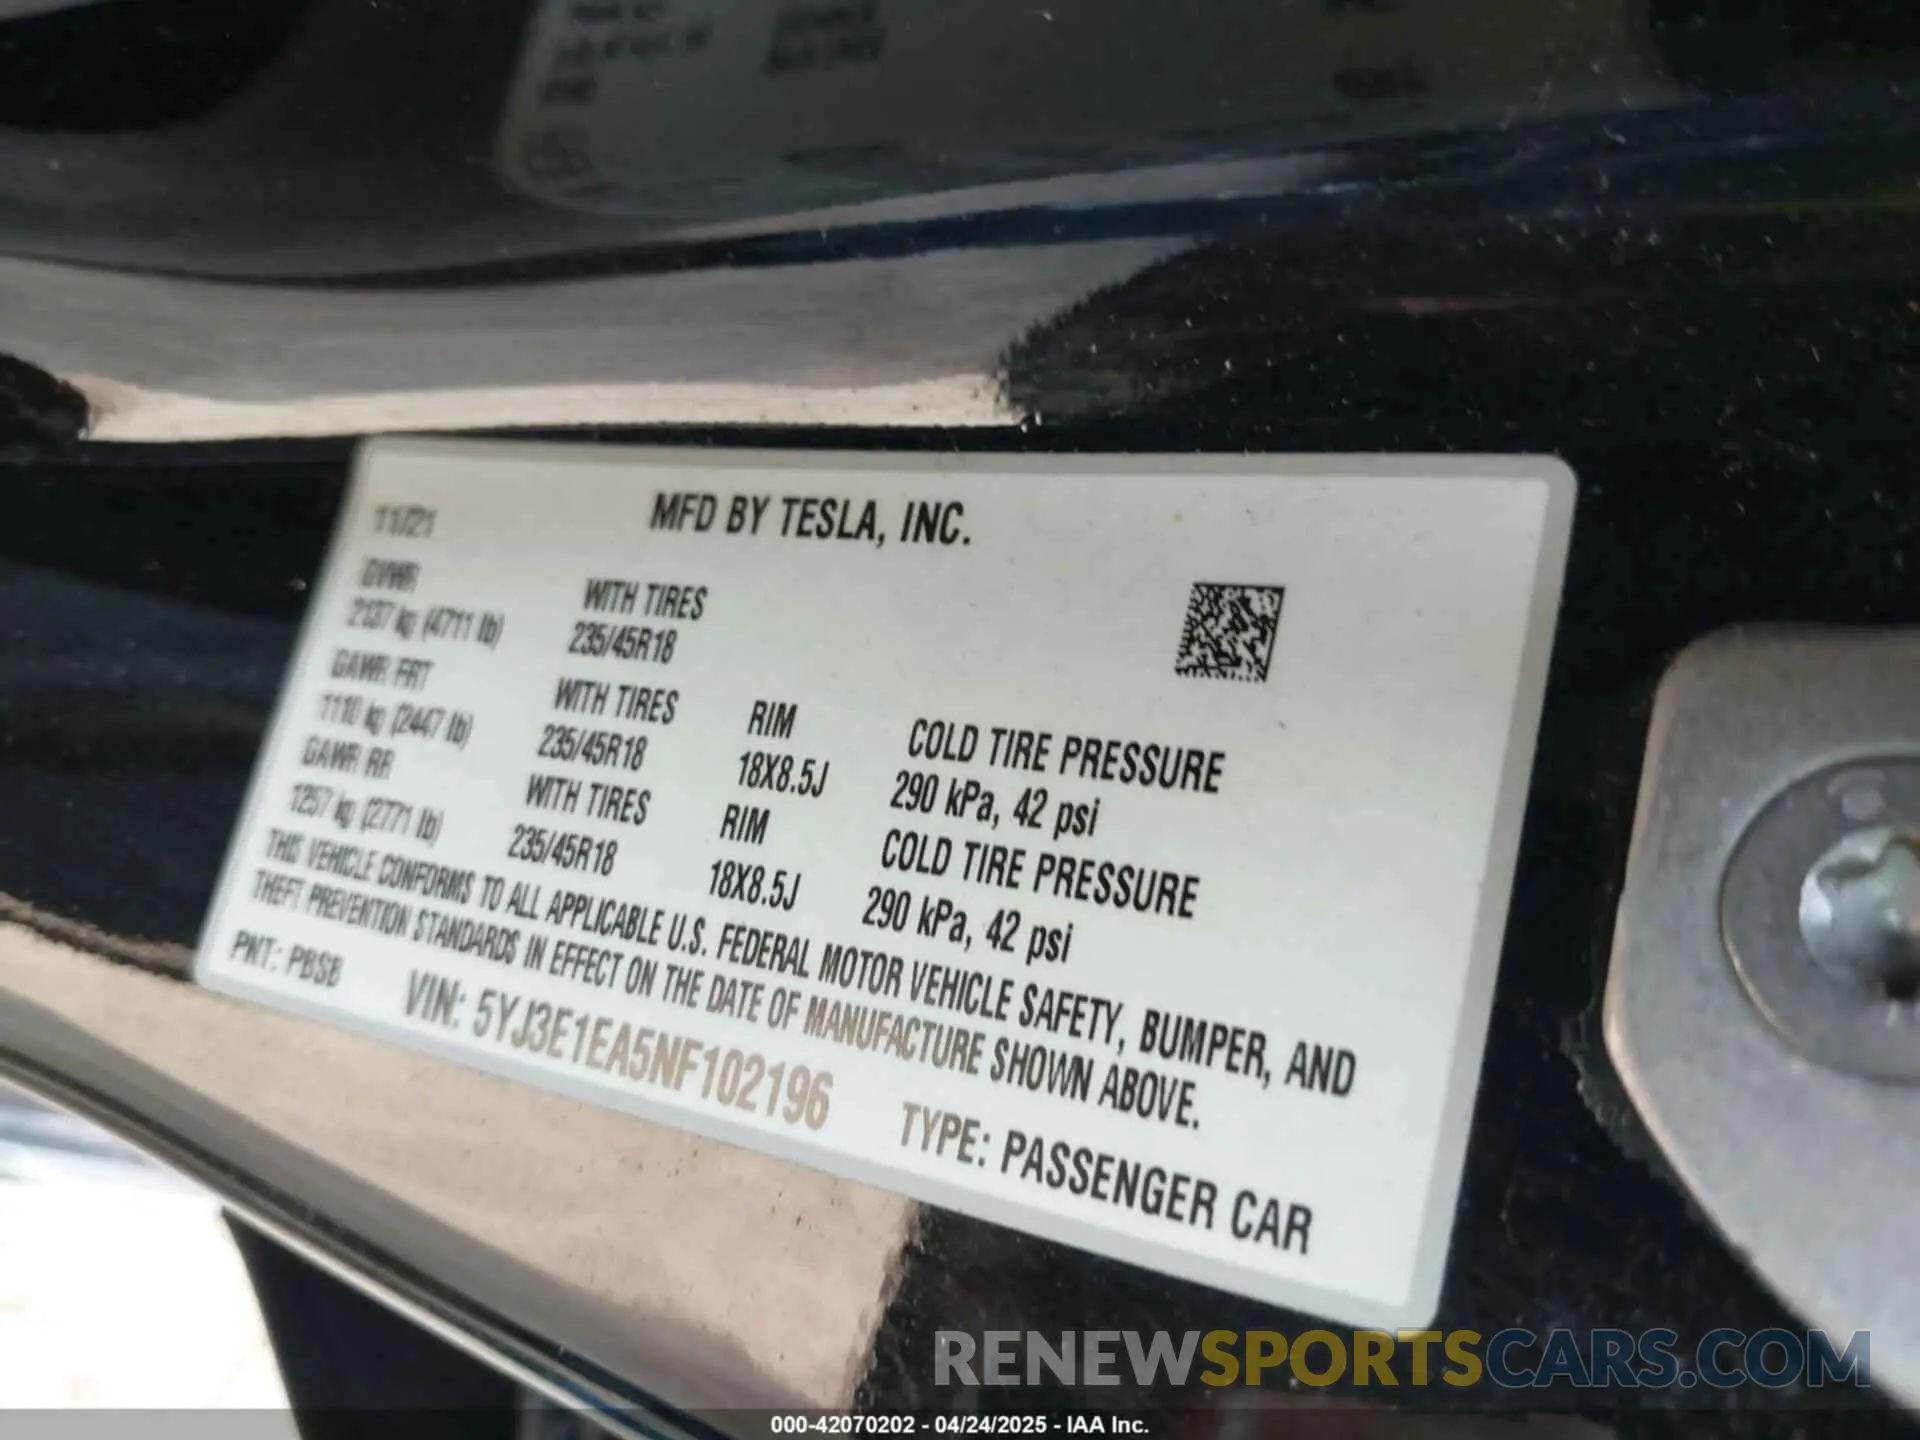 11/21 MFD BY TESLA, INC.
GVWR WITH TIRES
2137 kg (4711 lb) 235/45R18
GAWR FRT WITH TIRES RIM COLD TIRE PRESSURE
1110 kg (2447 lb) 235/45R18 18X8.5J 290 kPa, 42 psi
GAWR RR WITH TIRES RIM COLD TIRE PRESSURE
1257 kg (2771 lb) 235/45R18 18X8.5J 290 kPa, 42 psi
THIS VEHICLE CONFORMS TO ALL APPLICABLE U.S. FEDERAL MOTOR VEHICLE SAFETY, BUMPER, AND
THEFT PREVENTION STANDARDS IN EFFECT ON THE DATE OF MANUFACTURE SHOWN ABOVE.
PNT: PBSB VIN: 5YJ3E1EA5NF102196 TYPE: PASSENGER CAR
RENEWSPORTSCARS.COM
000-42070202 - 04/24/2025 - IAA Inc.